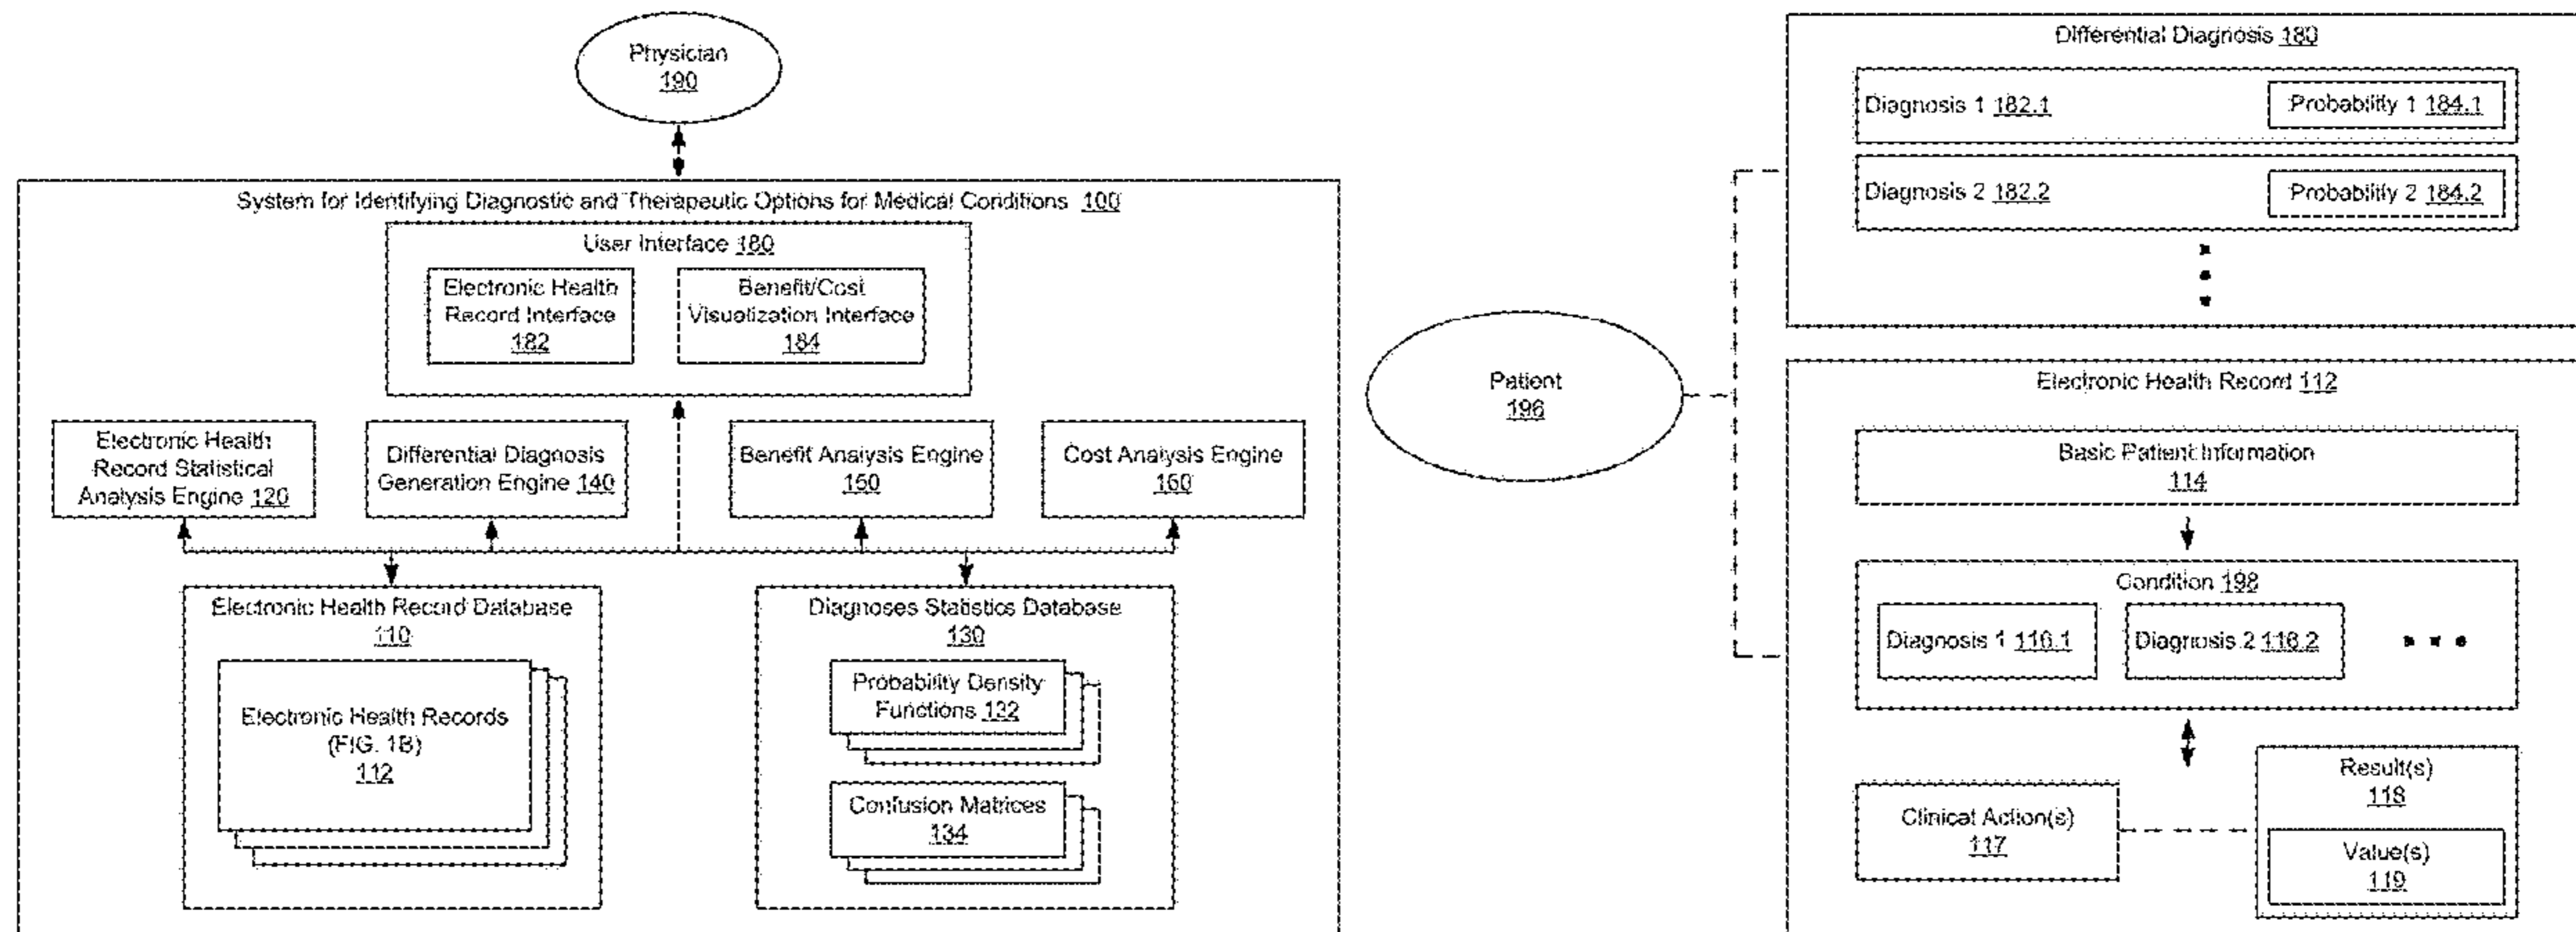 Physician
190
System for Identifying Diagnostic and Therapeutic Options for Medical Conditions 100
User Interface 180
Electronic Health
Record Interface
182
Benefit/Cost
Visualization Interface
184
Electronic Health
Record Statistical
Analysis Engine 120
Differential Diagnosis
Generation Engine 140
Benefit Analysis Engine
150
Cost Analysis Engine
160
Electronic Health Record Database
110
Electronic Health Records
(FIG. 1B)
112
Diagnoses Statistics Database
130
Probability Density
Functions 132
Confusion Matrices
134
Patient
196
Differential Diagnosis 180
Diagnosis 1 182.1
Probability 1 184.1
Diagnosis 2 182.2
Probability 2 184.2
Electronic Health Record 112
Basic Patient Information
114
Condition 198
Diagnosis 1 116.1
Diagnosis 2 116.2
Clinical Action(s)
117
Result(s)
118
Value(s)
119